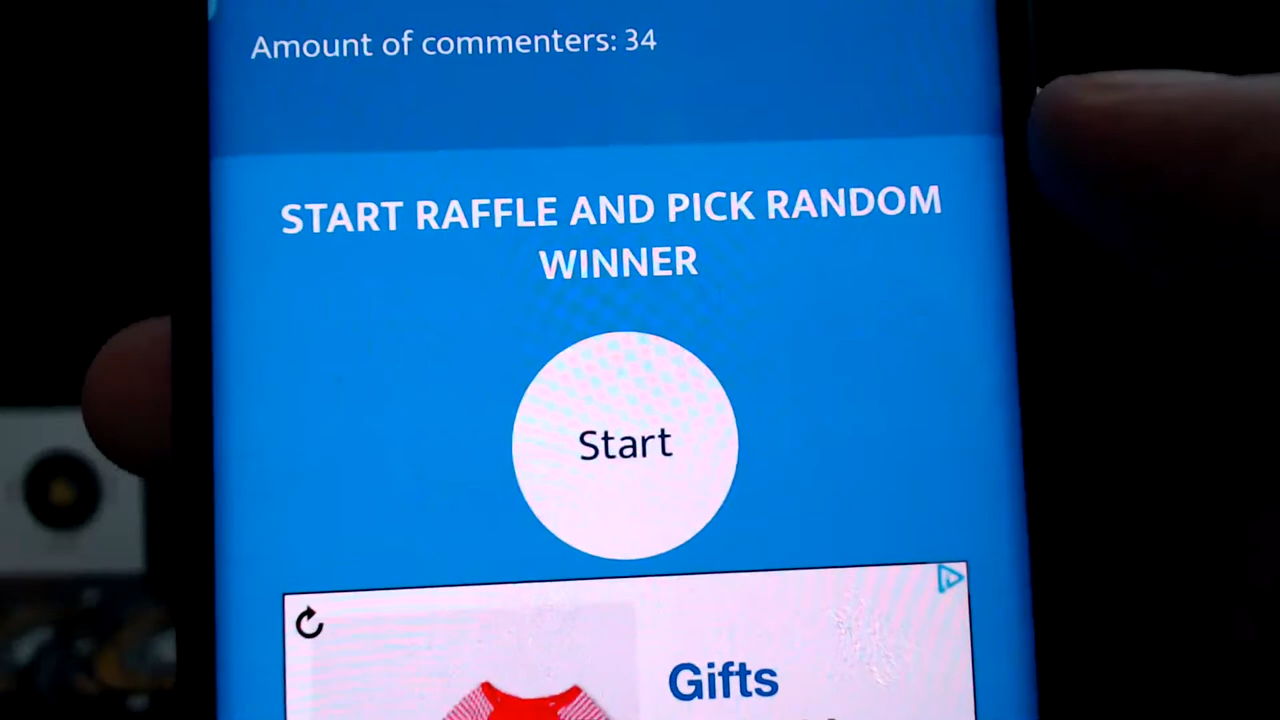 Amount of commenters: 34
START RAFFLE AND PICK RANDOM
WINNER
Start
Gifts